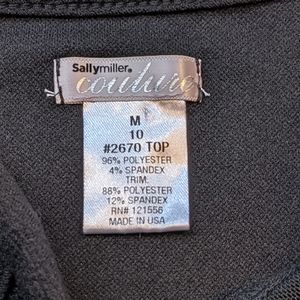 Sallymiller.
couture
M
10
#2670 TOP
96% POLYESTER
4% SPANDEX
TRIM:
88% POLYESTER
12% SPANDEX
RN# 121556
MADE IN USA